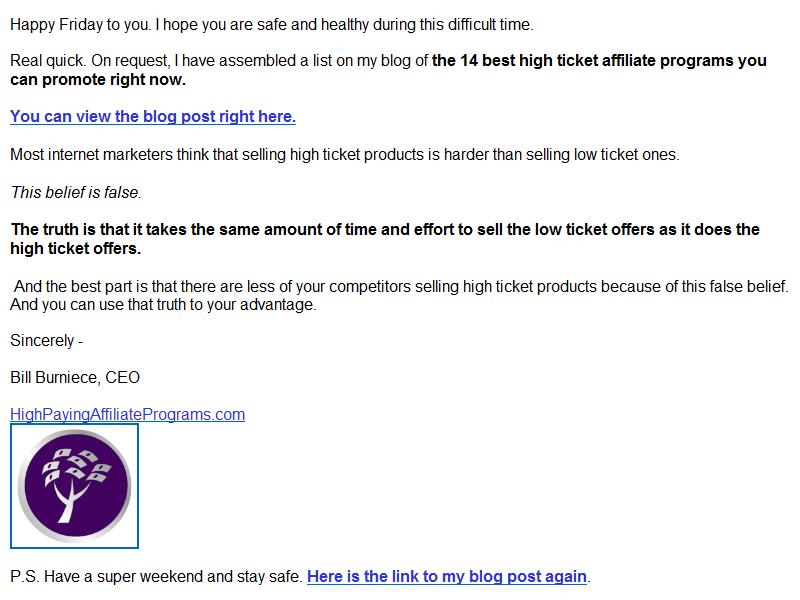 Happy Friday to you. I hope you are safe and healthy during this difficult time.
Real quick. On request, I have assembled a list on my blog of the 14 best high ticket affiliate programs you
can promote right now.
You can view the blog post right here.
Most internet marketers think that selling high ticket products is harder than selling low ticket ones.
This belief is false.
The truth is that it takes the same amount of time and effort to sell the low ticket offers as it does the
high ticket offers.
And the best part is that there are less of your competitors selling high ticket products because of this false belief.
And you can use that truth to your advantage.
Sincerely -
Bill Burniece, CEO
HighPayingAffiliatePrograms.com
P.S. Have a super weekend and stay safe. Here is the link to my blog post again.